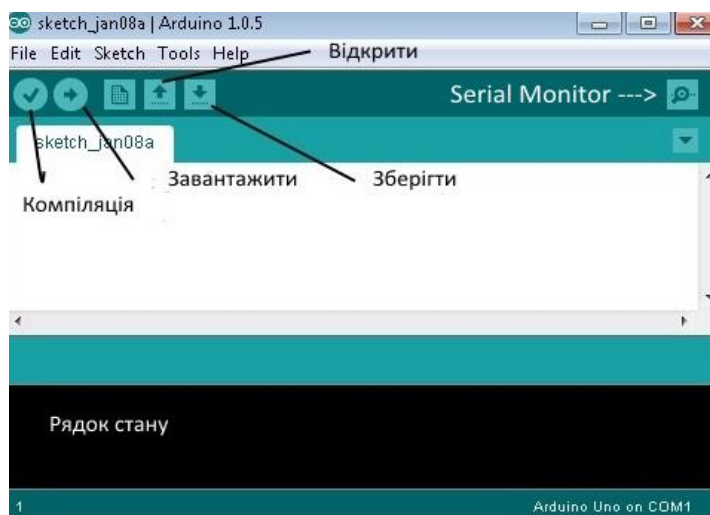 sketch_jan08a | Arduino 1.0.5
File Edit Sketch Tools Help
Відкрити
Serial Monitor --->
sketch_jan08a
Завантажити
Зберігти
Компіляція
Рядок стану
1
Arduino Uno on COM1